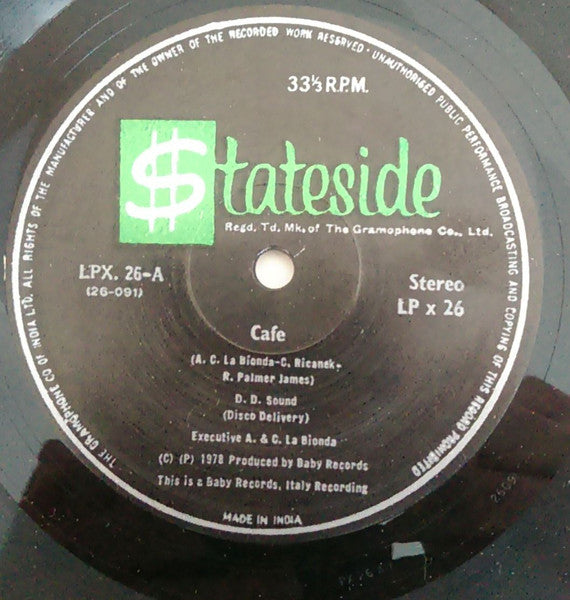 THE GRAMOPHONE CO OF INDIA LTD. ALL RIGHTS OF THE MANUFACTURER AND OF THE OWNER OF THE RECORDED WORK RESERVED · UNAUTHORISED PUBLIC PERFORMANCE BROADCASTING AND COPYING OF THIS RECORD PROHIBITED
33⅓ R.P.M.
$tateside
Regd. Td. Mk. of The Gramophone Co., Ltd.
LPX. 26-A
(26-091)
Stereo
LP x 26
Cafe
(A. C. La Bionda-C. Ricanek-
R. Palmer James)
D. D. Sound
(Disco Delivery)
Executive A. & C. La Bionda
(C) (P) 1978 Produced by Baby Records
This is a Baby Records, Italy Recording
MADE IN INDIA